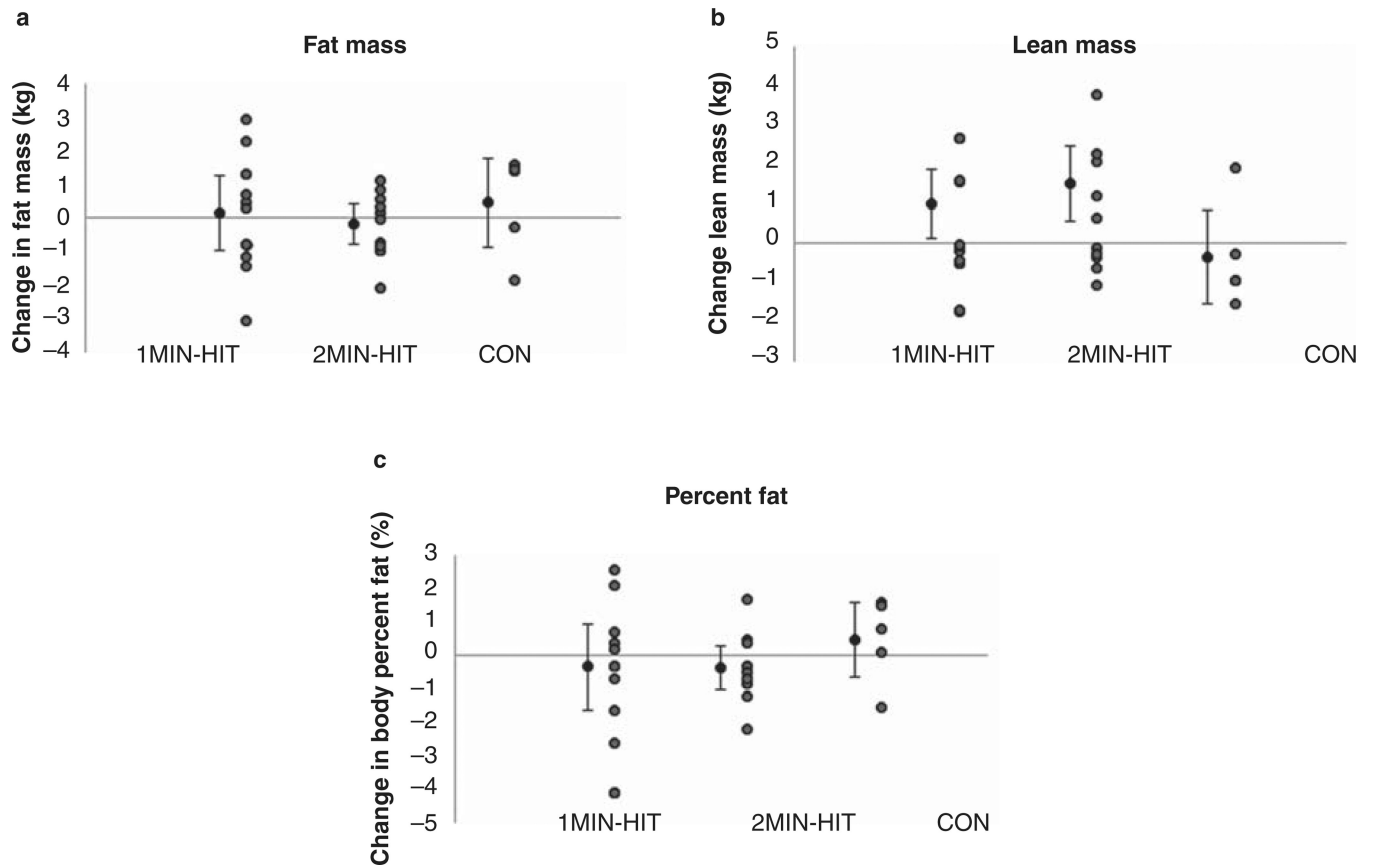 a
Fat mass
Change in fat mass (kg)
4
3
2
1
0
–1
–2
–3
–4
1MIN-HIT 2MIN-HIT CON
b
Lean mass
Change lean mass (kg)
5
4
3
2
1
0
–1
–2
–3
1MIN-HIT 2MIN-HIT CON
c
Percent fat
Change in body percent fat (%)
3
2
1
0
–1
–2
–3
–4
–5
1MIN-HIT 2MIN-HIT CON